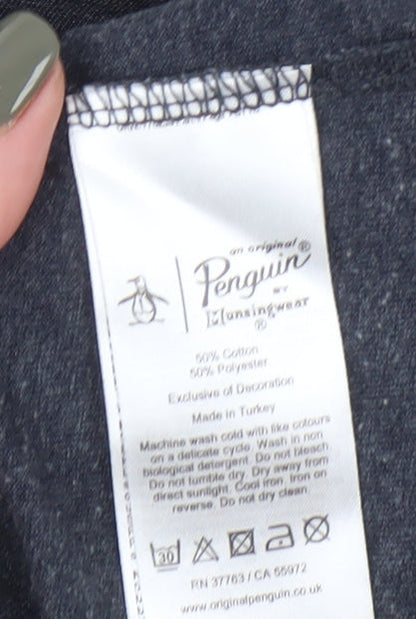 an original
Penguin®
BY
Munsingwear
®
50% Cotton
50% Polyester
Exclusive of Decoration
Made in Turkey
Machine wash cold with like colours
on a delicate cycle. Wash in non
biological detergent. Do not bleach
Do not tumble dry. Dry away from
direct sunlight. Cool iron. Iron on
reverse. Do not dry clean.
30
RN 37763 / CA 55972
www.originalpenguin.co.uk